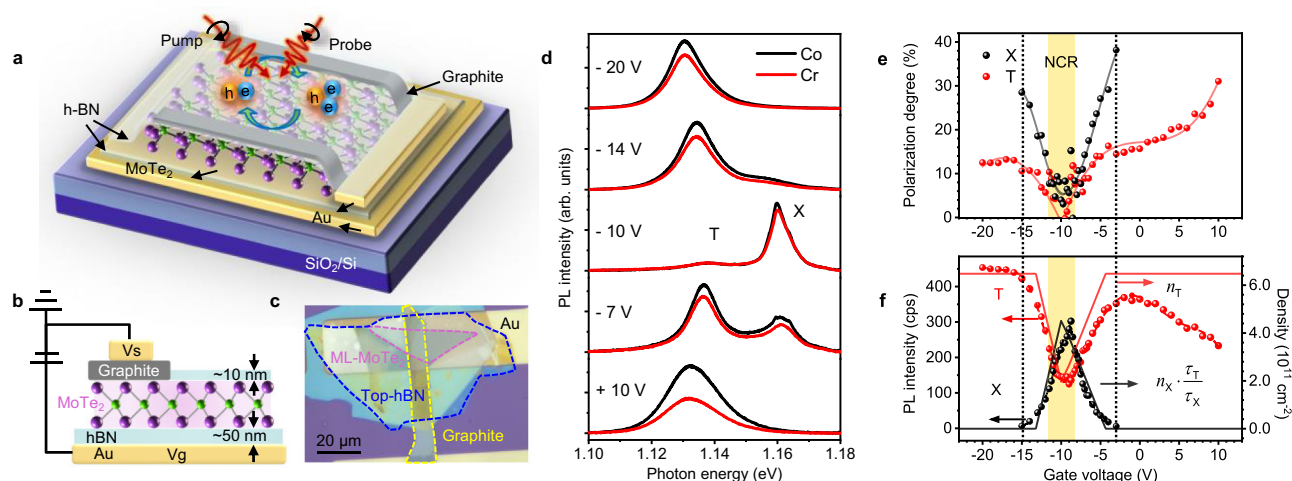 a
Pump
Probe
Graphite
h-BN
h
e
h
e
e
MoTe2
Au
SiO2/Si
b
Vs
Graphite
~10 nm
MoTe2
hBN
~50 nm
Au
Vg
c
Au
ML-MoTe2
Top-hBN
Graphite
20 µm
d
Co
Cr
- 20 V
- 14 V
- 10 V
T
X
- 7 V
+ 10 V
PL intensity (arb. units)
1.10 1.12 1.14 1.16 1.18
Photon energy (eV)
e
X
T
NCR
Polarization degree (%)
40
30
20
10
0
-20 -15 -10 -5 0 5 10
f
T
nT
X
nX · τT/τX
PL intensity (cps)
400
300
200
100
0
Density (10^11 cm^-2)
6.0
4.0
2.0
0.0
-20 -15 -10 -5 0 5 10
Gate voltage (V)